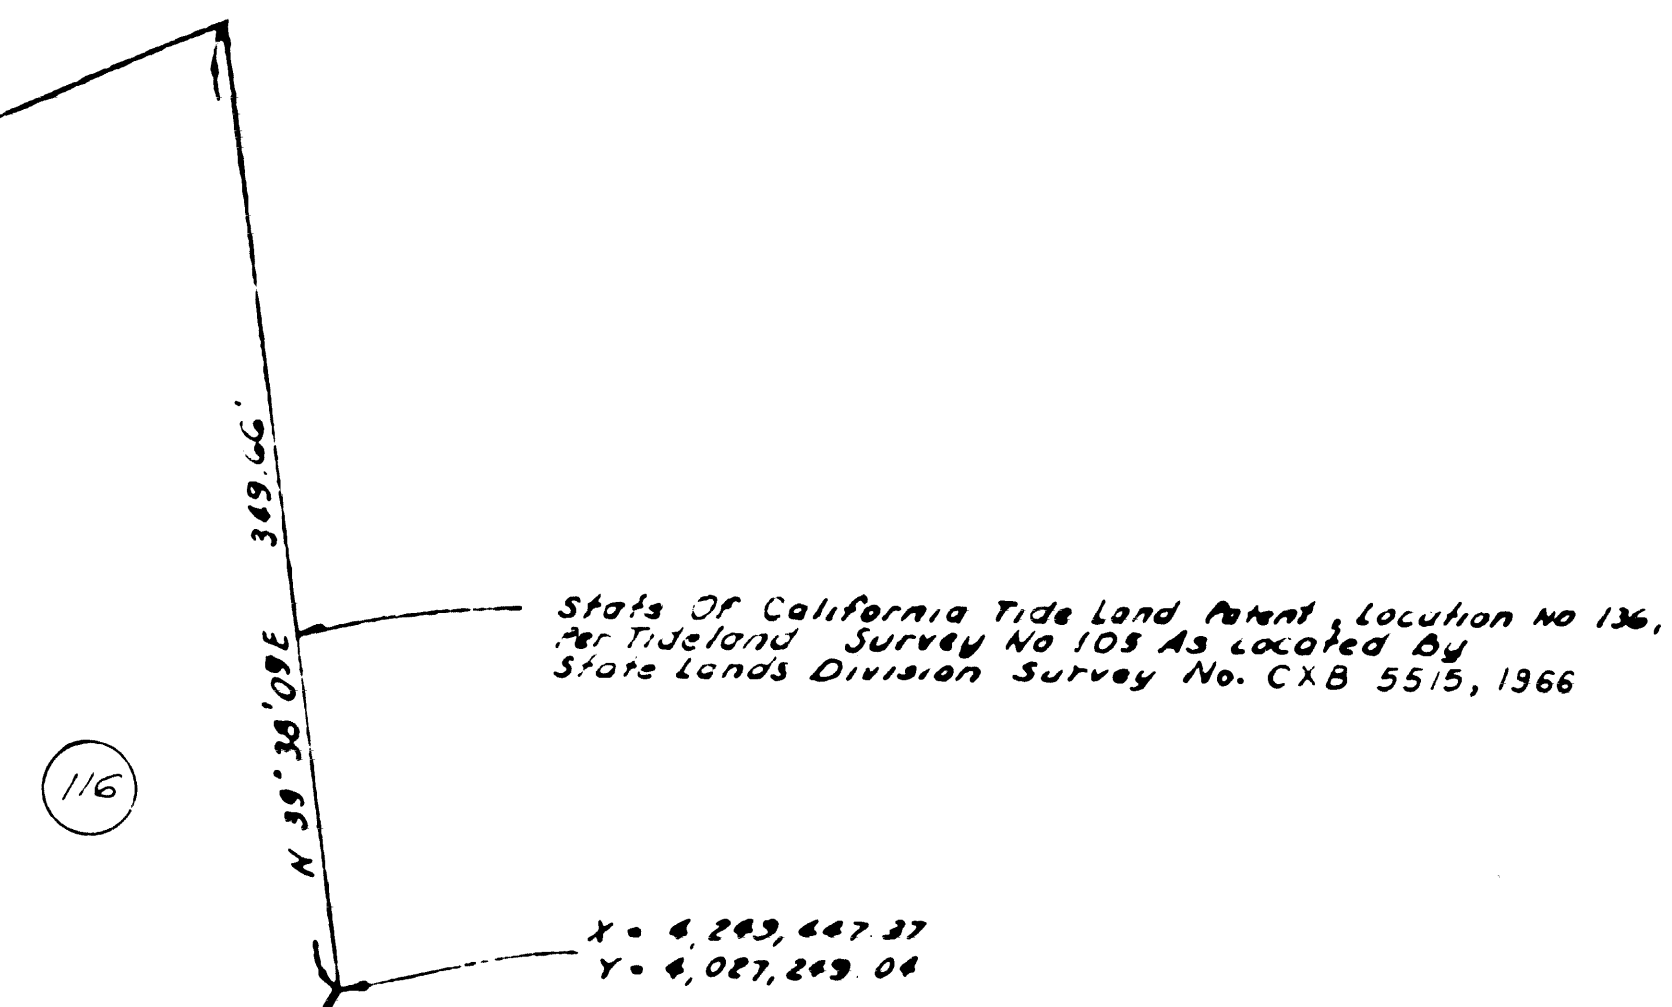 349.66'
State Of California Tide Land Patent, Location No 136,
Per Tideland Survey No 105 As Located By
State Lands Division Survey No. CXB 5515, 1966
N 39° 38' 09E
116
X = 4,249,447.37
Y = 4,027,249.04